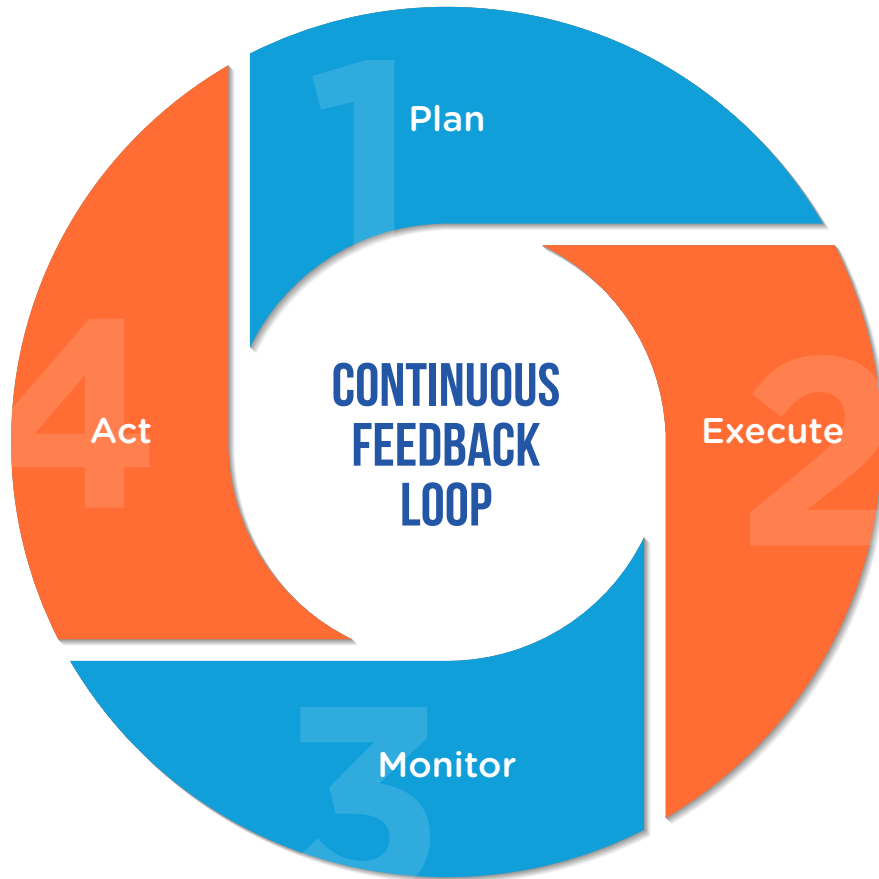 1
Plan
2
Execute
3
Monitor
4
Act
CONTINUOUS
FEEDBACK
LOOP